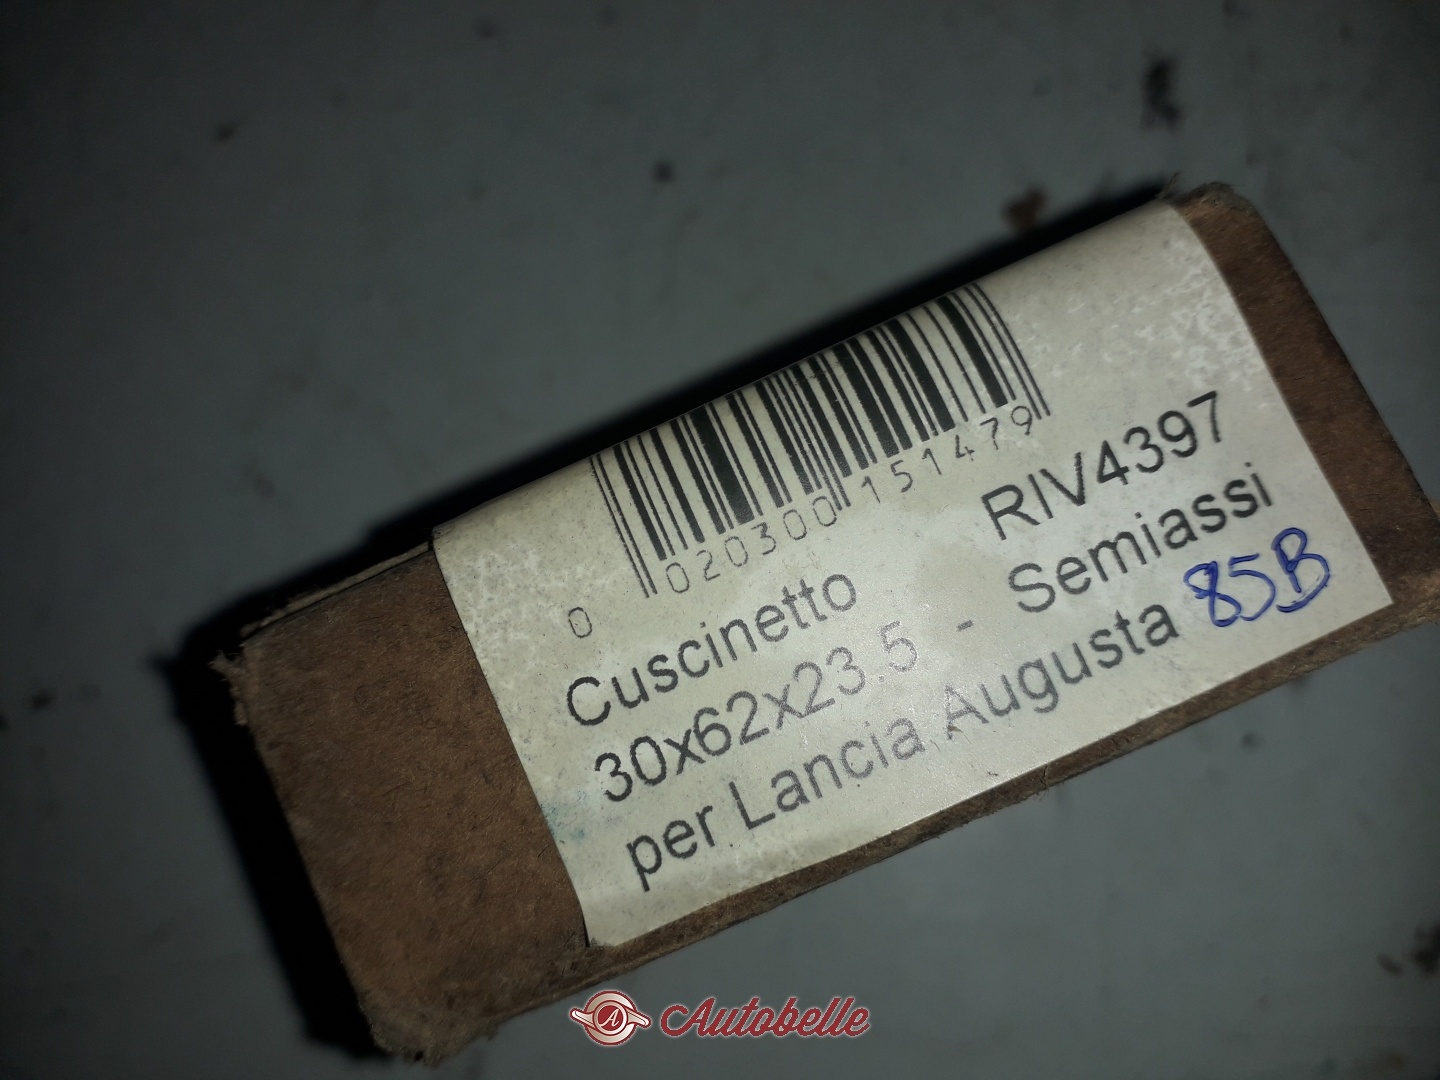 0 020300 151479
Cuscinetto RIV4397
30x62x23.5 - Semiassi
per Lancia Augusta 85B
A Autobelle